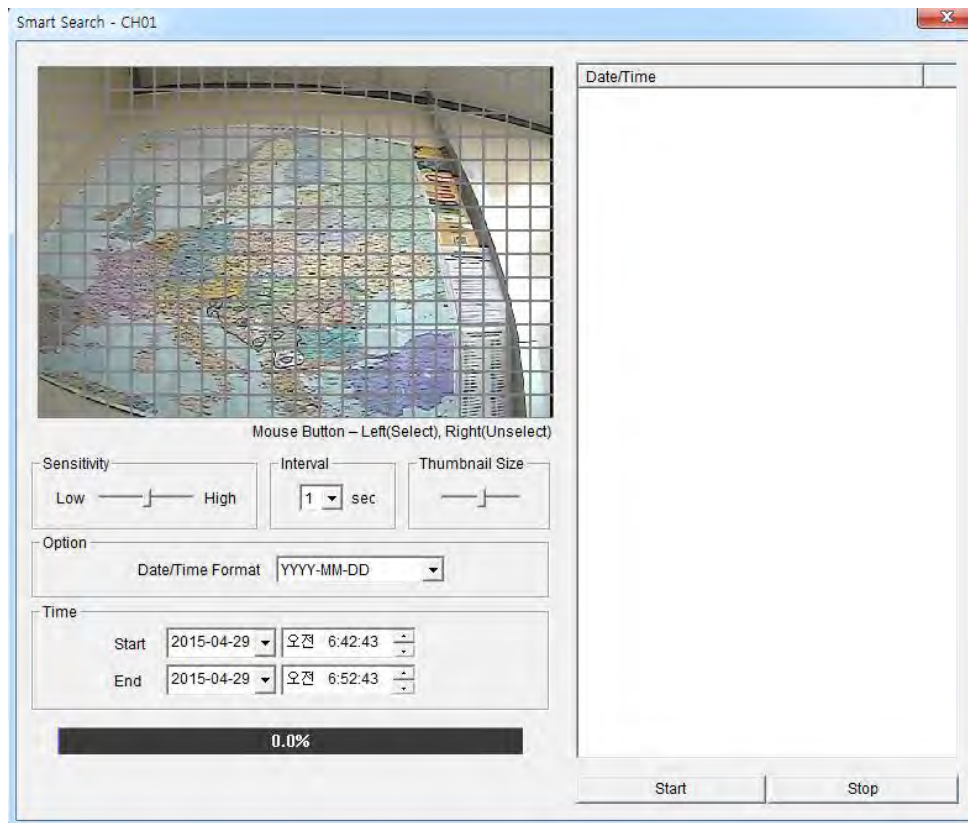 Smart Search - CH01
Date/Time
Mouse Button – Left(Select), Right(Unselect)
Sensitivity
Low
High
Interval
1
sec
Thumbnail Size
Option
Date/Time Format
YYYY-MM-DD
Time
Start
2015-04-29
오전 6:42:43
End
2015-04-29
오전 6:52:43
0.0%
Start
Stop